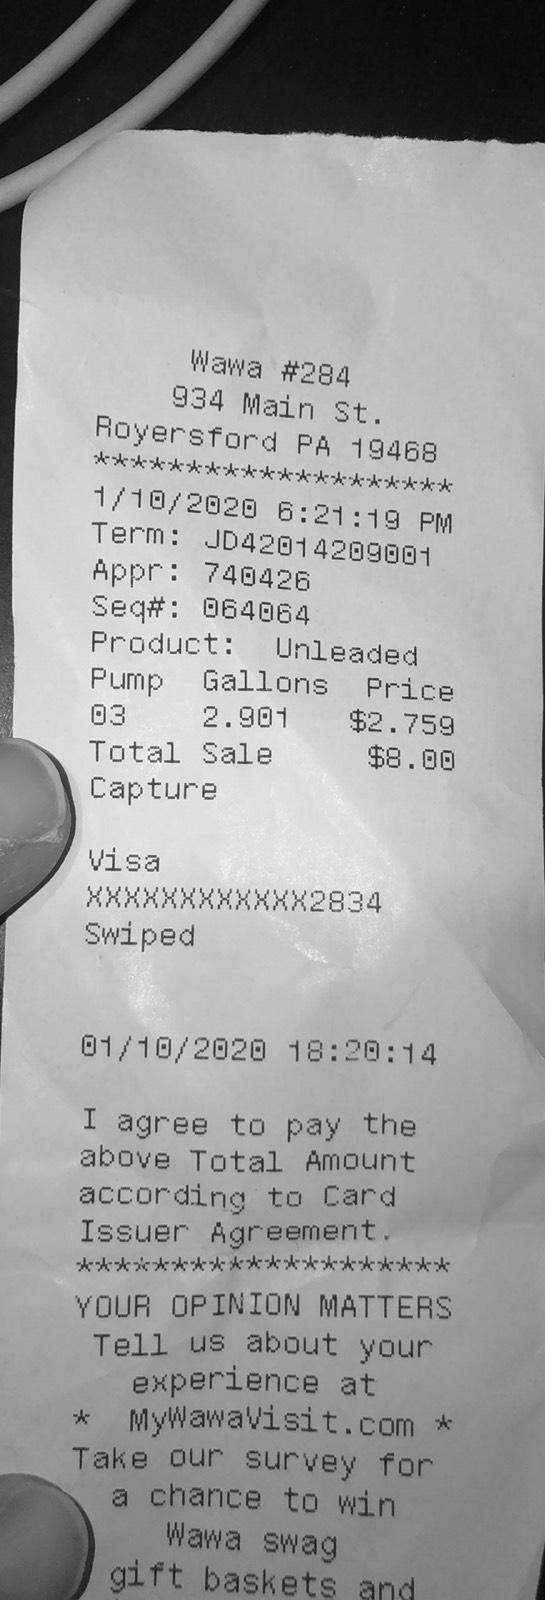 Wawa #284
934 Main St.
Royersford PA 19468
********************
1/10/2020 6:21:19 PM
Term: JD42014209001
Appr: 740426
Seq#: 064064
Product: Unleaded
Pump Gallons Price
03 2.901 $2.759
Total Sale $8.00
Capture
Visa
XXXXXXXXXXXX2834
Swiped
01/10/2020 18:20:14
I agree to pay the
above Total Amount
according to Card
Issuer Agreement.
********************
YOUR OPINION MATTERS
Tell us about your
experience at
* MyWawaVisit.com *
Take our survey for
a chance to win
Wawa swag
gift baskets and